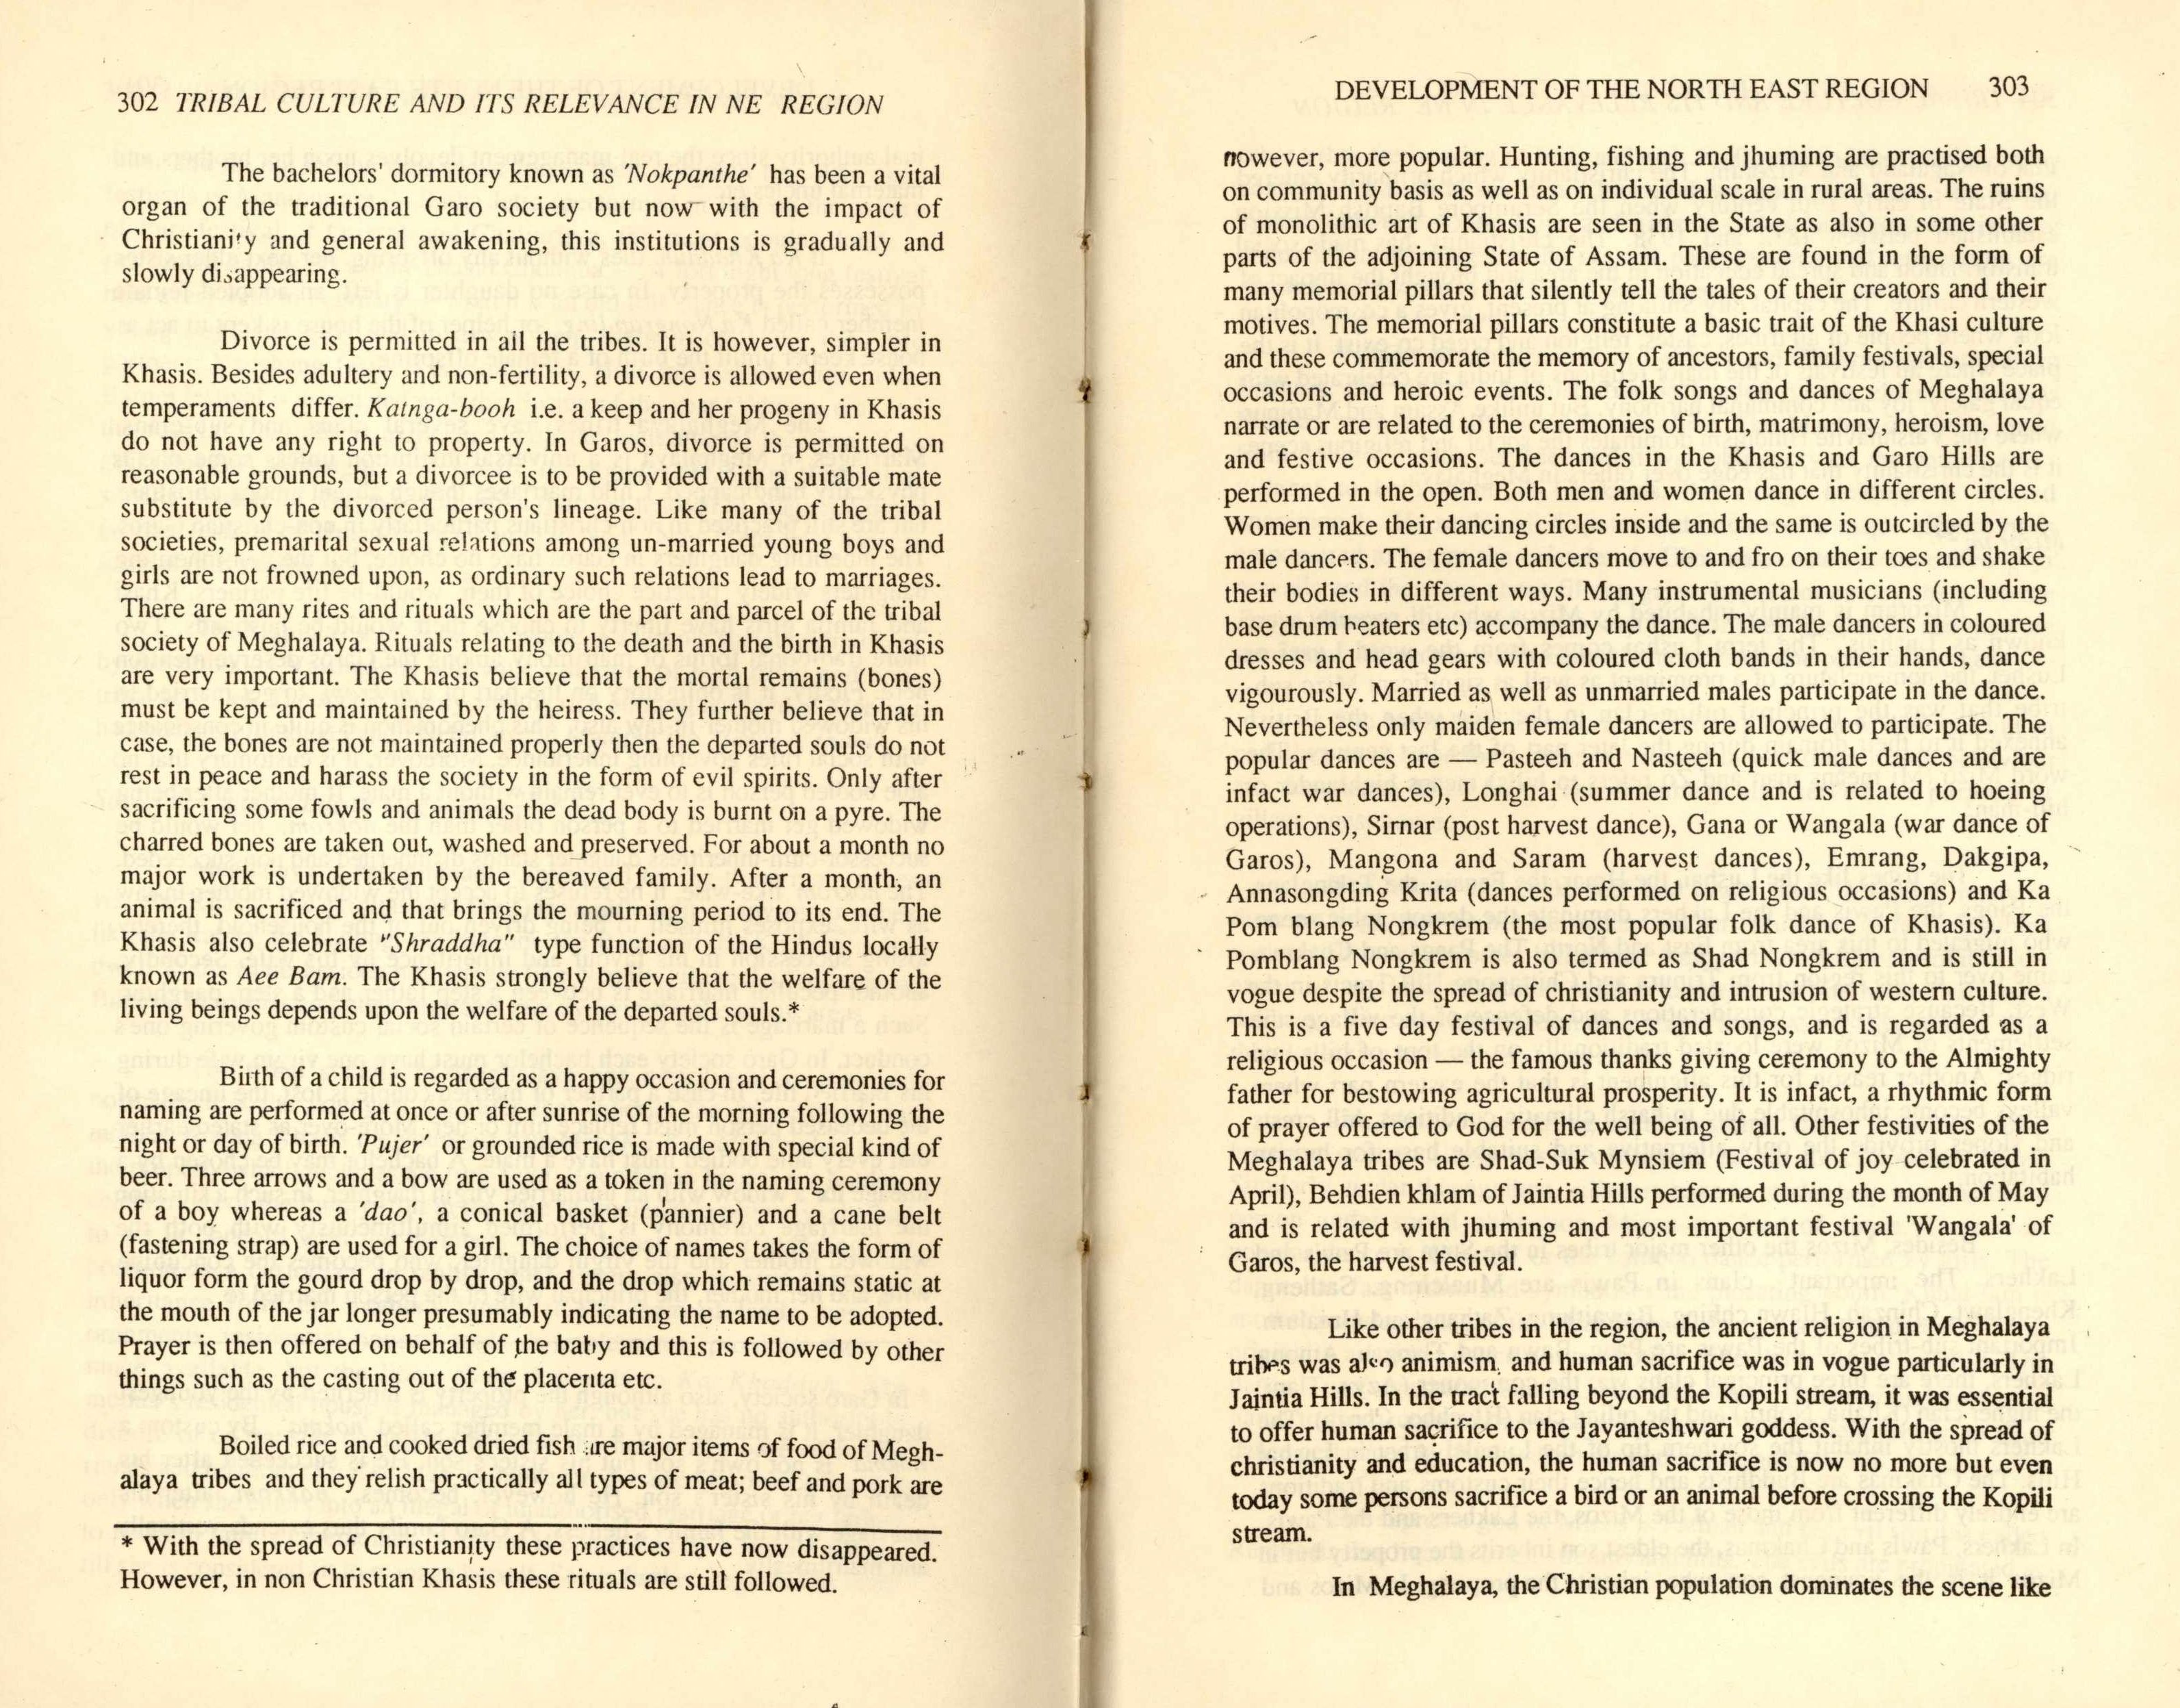 302 TRIBAL CULTURE AND ITS RELEVANCE IN NE REGION
The bachelors' dormitory known as 'Nokpanthe' has been a vital
organ of the traditional Garo society but now with the impact of
Christianity and general awakening, this institutions is gradually and
slowly disappearing.
Divorce is permitted in all the tribes. It is however, simpler in
Khasis. Besides adultery and non-fertility, a divorce is allowed even when
temperaments differ. Katnga-booh i.e. a keep and her progeny in Khasis
do not have any right to property. In Garos, divorce is permitted on
reasonable grounds, but a divorcee is to be provided with a suitable mate
substitute by the divorced person's lineage. Like many of the tribal
societies, premarital sexual relations among un-married young boys and
girls are not frowned upon, as ordinary such relations lead to marriages.
There are many rites and rituals which are the part and parcel of the tribal
society of Meghalaya. Rituals relating to the death and the birth in Khasis
are very important. The Khasis believe that the mortal remains (bones)
must be kept and maintained by the heiress. They further believe that in
case, the bones are not maintained properly then the departed souls do not
rest in peace and harass the society in the form of evil spirits. Only after
sacrificing some fowls and animals the dead body is burnt on a pyre. The
charred bones are taken out, washed and preserved. For about a month no
major work is undertaken by the bereaved family. After a month, an
animal is sacrificed and that brings the mourning period to its end. The
Khasis also celebrate "Shraddha" type function of the Hindus locally
known as Aee Bam. The Khasis strongly believe that the welfare of the
living beings depends upon the welfare of the departed souls.*
Birth of a child is regarded as a happy occasion and ceremonies for
naming are performed at once or after sunrise of the morning following the
night or day of birth. 'Pujer' or grounded rice is made with special kind of
beer. Three arrows and a bow are used as a token in the naming ceremony
of a boy whereas a 'dao', a conical basket (pannier) and a cane belt
(fastening strap) are used for a girl. The choice of names takes the form of
liquor form the gourd drop by drop, and the drop which remains static at
the mouth of the jar longer presumably indicating the name to be adopted.
Prayer is then offered on behalf of the baby and this is followed by other
things such as the casting out of the placenta etc.
Boiled rice and cooked dried fish are major items of food of Megh-
alaya tribes and they relish practically all types of meat; beef and pork are
* With the spread of Christianity these practices have now disappeared.
However, in non Christian Khasis these rituals are still followed.
DEVELOPMENT OF THE NORTH EAST REGION 303
however, more popular. Hunting, fishing and jhuming are practised both
on community basis as well as on individual scale in rural areas. The ruins
of monolithic art of Khasis are seen in the State as also in some other
parts of the adjoining State of Assam. These are found in the form of
many memorial pillars that silently tell the tales of their creators and their
motives. The memorial pillars constitute a basic trait of the Khasi culture
and these commemorate the memory of ancestors, family festivals, special
occasions and heroic events. The folk songs and dances of Meghalaya
narrate or are related to the ceremonies of birth, matrimony, heroism, love
and festive occasions. The dances in the Khasis and Garo Hills are
performed in the open. Both men and women dance in different circles.
Women make their dancing circles inside and the same is outcircled by the
male dancers. The female dancers move to and fro on their toes and shake
their bodies in different ways. Many instrumental musicians (including
base drum beaters etc) accompany the dance. The male dancers in coloured
dresses and head gears with coloured cloth bands in their hands, dance
vigourously. Married as well as unmarried males participate in the dance.
Nevertheless only maiden female dancers are allowed to participate. The
popular dances are — Pasteeh and Nasteeh (quick male dances and are
infact war dances), Longhai (summer dance and is related to hoeing
operations), Sirnar (post harvest dance), Gana or Wangala (war dance of
Garos), Mangona and Saram (harvest dances), Emrang, Dakgipa,
Annasongding Krita (dances performed on religious occasions) and Ka
Pom blang Nongkrem (the most popular folk dance of Khasis). Ka
Pomblang Nongkrem is also termed as Shad Nongkrem and is still in
vogue despite the spread of christianity and intrusion of western culture.
This is a five day festival of dances and songs, and is regarded as a
religious occasion — the famous thanks giving ceremony to the Almighty
father for bestowing agricultural prosperity. It is infact, a rhythmic form
of prayer offered to God for the well being of all. Other festivities of the
Meghalaya tribes are Shad-Suk Mynsiem (Festival of joy celebrated in
April), Behdien khlam of Jaintia Hills performed during the month of May
and is related with jhuming and most important festival 'Wangala' of
Garos, the harvest festival.
Like other tribes in the region, the ancient religion in Meghalaya
tribes was also animism and human sacrifice was in vogue particularly in
Jaintia Hills. In the tract falling beyond the Kopili stream, it was essential
to offer human sacrifice to the Jayanteshwari goddess. With the spread of
christianity and education, the human sacrifice is now no more but even
today some persons sacrifice a bird or an animal before crossing the Kopili
stream.
In Meghalaya, the Christian population dominates the scene like